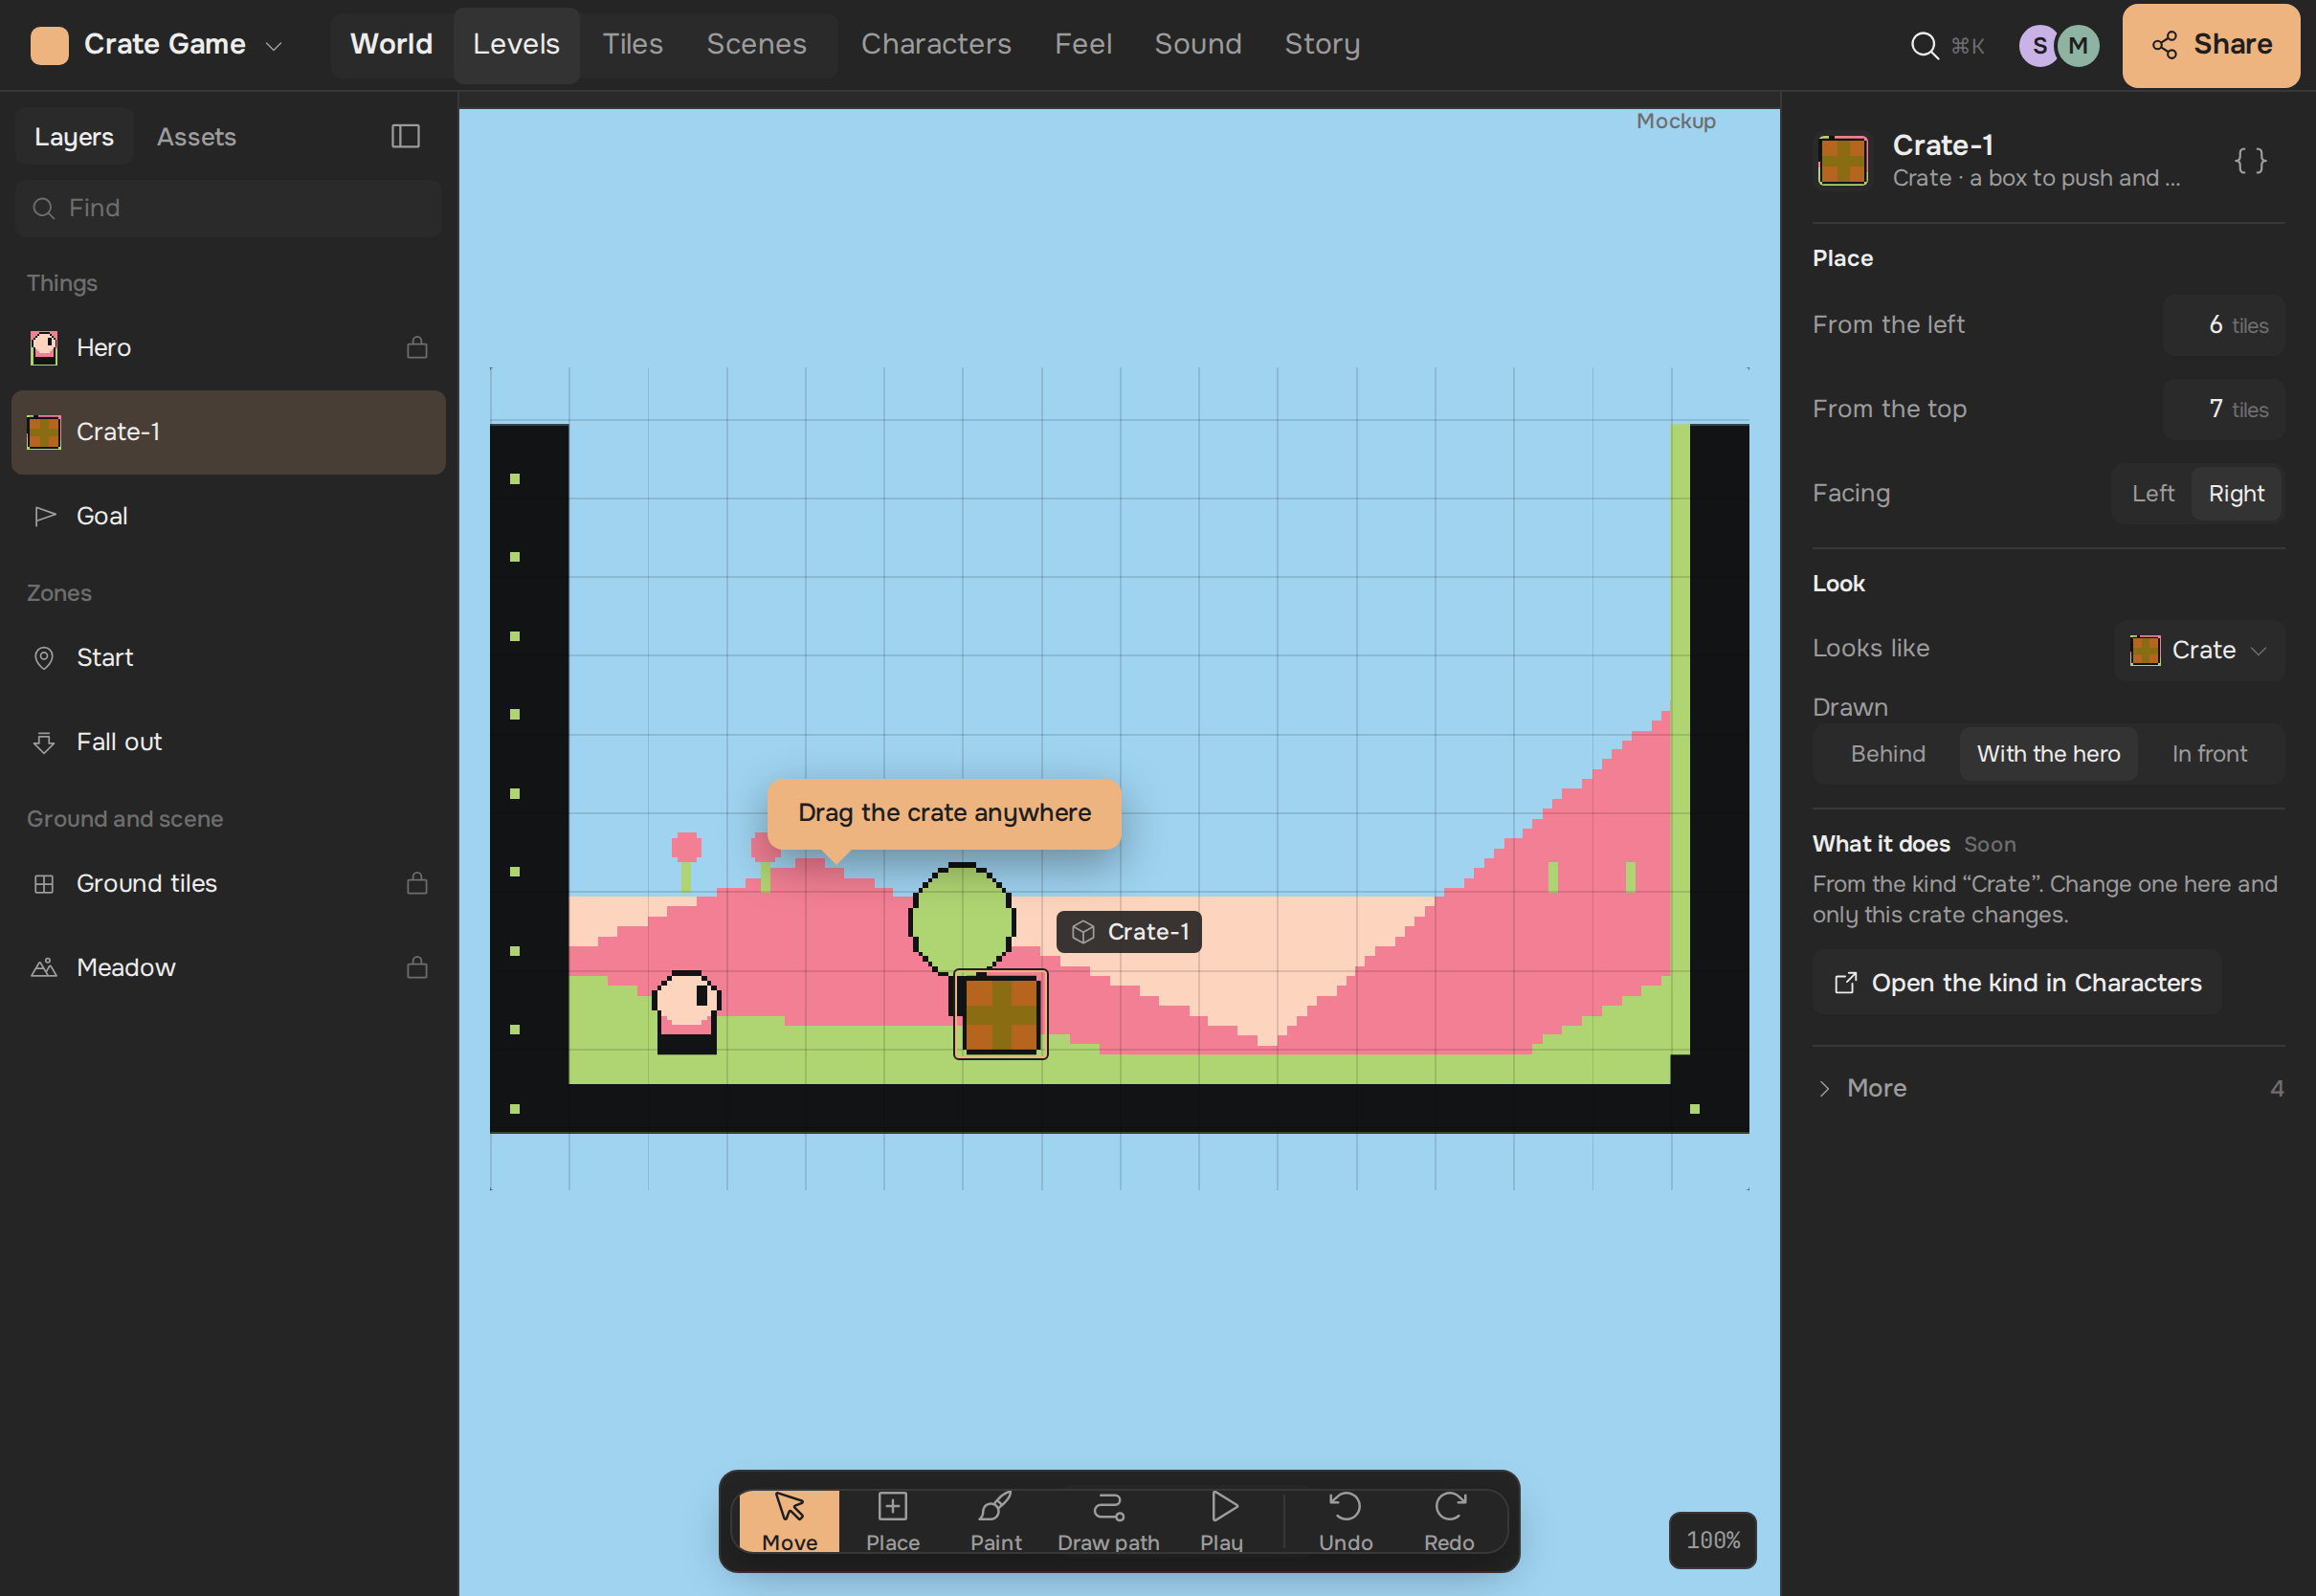 Crate Game
World
Levels
Tiles
Scenes
Characters
Feel
Sound
Story
⌘K
S
M
Share
Layers
Assets
Find
Things
Hero
Crate-1
Goal
Zones
Start
Fall out
Ground and scene
Ground tiles
Meadow
Mockup
Drag the crate anywhere
Crate-1
Move
Place
Paint
Draw path
Play
Undo
Redo
100%
Crate-1
Crate · a box to push and ...
{ }
Place
From the left
6 tiles
From the top
7 tiles
Facing
Left
Right
Look
Looks like
Crate
Drawn
Behind
With the hero
In front
What it does Soon
From the kind “Crate”. Change one here and
only this crate changes.
Open the kind in Characters
More
4